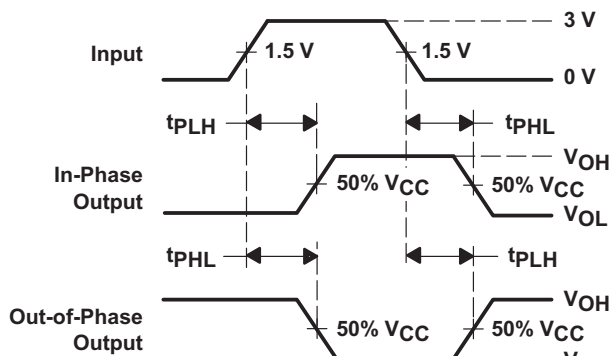 3 V
Input
1.5 V
1.5 V
0 V
tPLH
tPHL
In-Phase
Output
VOH
50% VCC
50% VCC
VOL
tPHL
tPLH
Out-of-Phase
Output
VOH
50% VCC
50% VCC